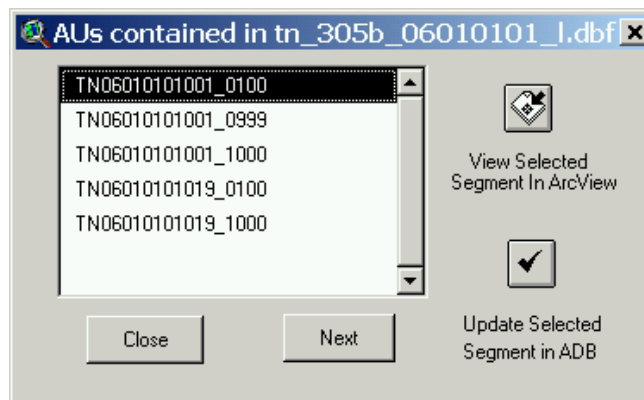 AUs contained in tn_305b_06010101_l.dbf
TN06010101001_0100
TN06010101001_0999
TN06010101001_1000
TN06010101019_0100
TN06010101019_1000
View Selected
Segment In ArcView
Close
Next
Update Selected
Segment in ADB